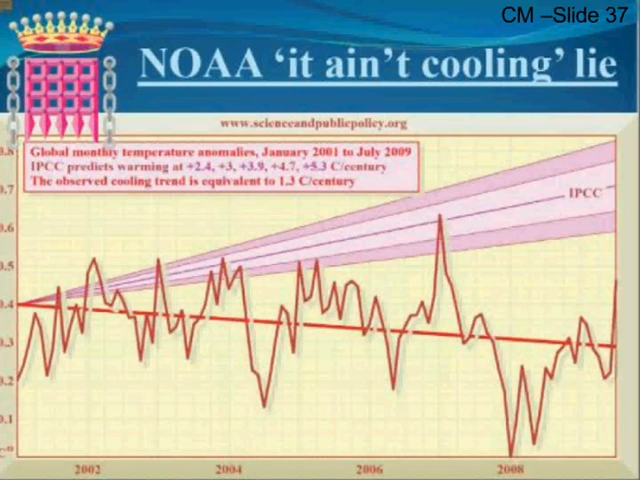 CM –Slide 37
NOAA ‘it ain’t cooling’ lie
www.scienceandpublicpolicy.org
Global monthly temperature anomalies, January 2001 to July 2009
IPCC predicts warming at +2.4, +3, +3.9, +4.7, +5.3 C/century
The observed cooling trend is equivalent to 1.3 C/century
0.8
0.7
IPCC
0.6
0.5
0.4
0.3
0.2
0.1
2002 2004 2006 2008